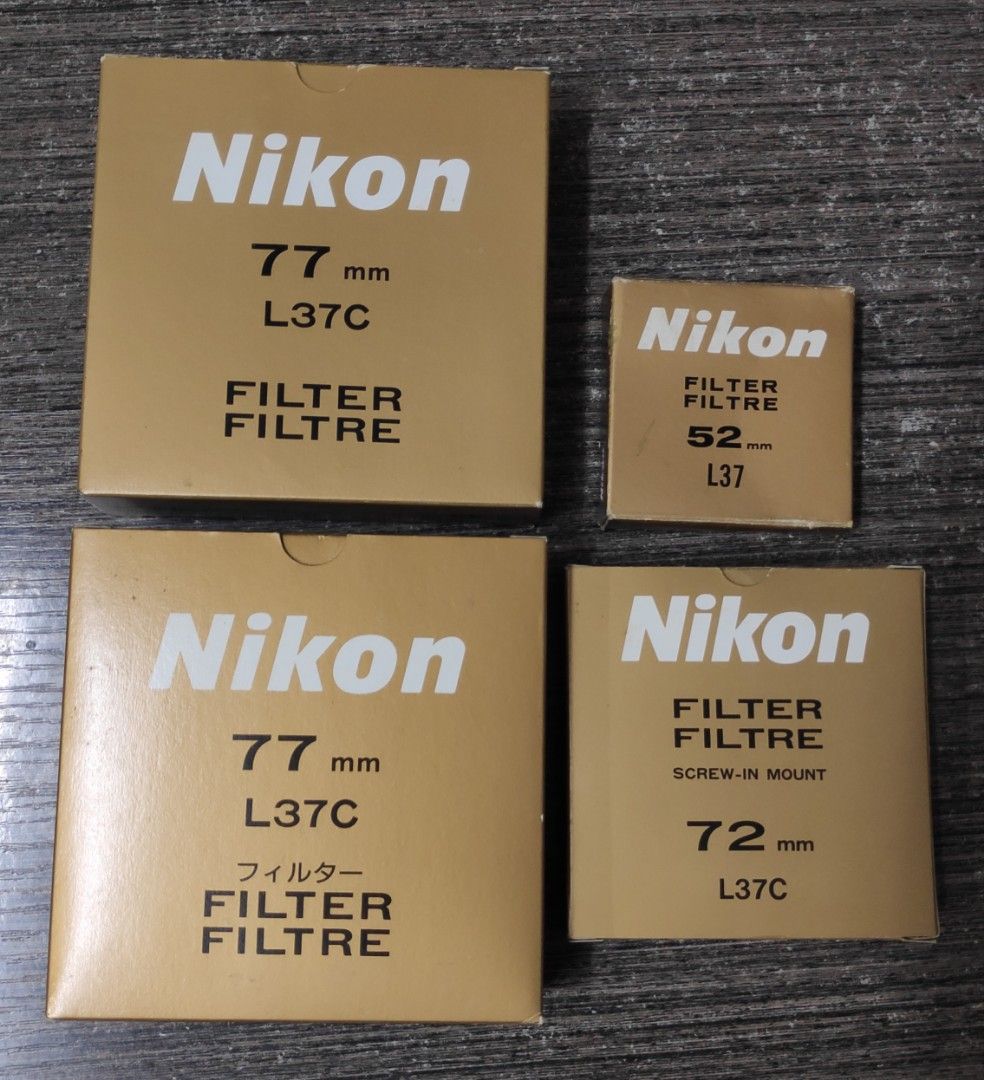 Nikon
77 mm
L37C
FILTER
FILTRE
Nikon
FILTER
FILTRE
52 mm
L37
Nikon
77 mm
L37C
フィルター
FILTER
FILTRE
Nikon
FILTER
FILTRE
SCREW-IN MOUNT
72 mm
L37C